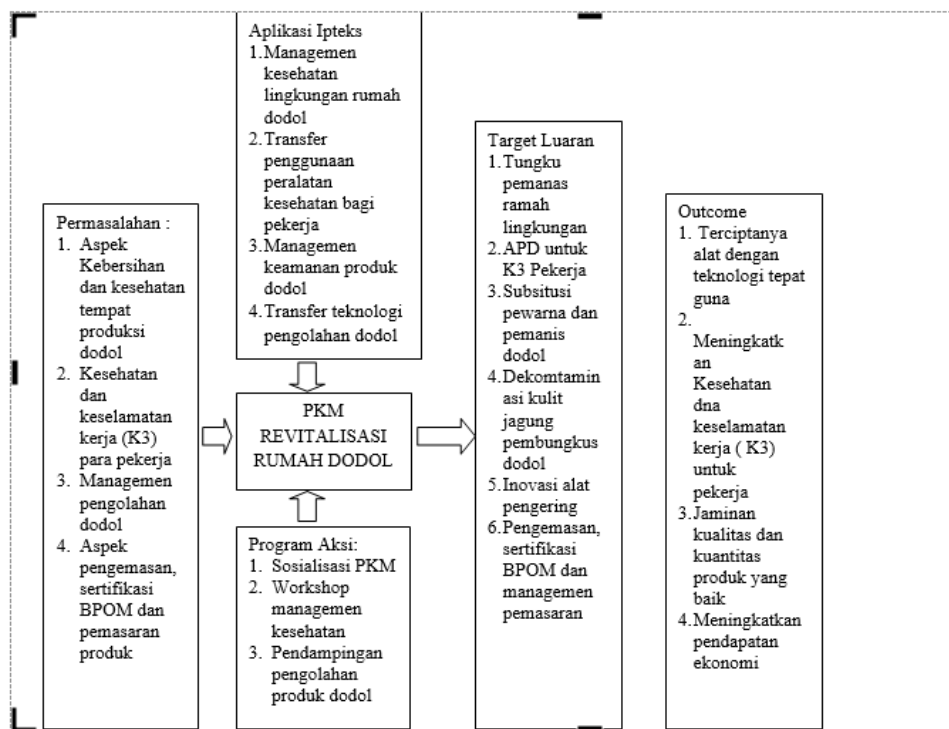 Permasalahan :
1. Aspek
Kebersihan
dan kesehatan
tempat
produksi
dodol
2. Kesehatan
dan
keselamatan
kerja (K3)
para pekerja
3. Managemen
pengolahan
dodol
4. Aspek
pengemasan,
sertifikasi
BPOM dan
pemasaran
produk
Aplikasi Ipteks
1.Managemen
kesehatan
lingkungan rumah
dodol
2.Transfer
penggunaan
peralatan
kesehatan bagi
pekerja
3.Managemen
keamanan produk
dodol
4.Transfer teknologi
pengolahan dodol
PKM
REVITALISASI
RUMAH DODOL
Program Aksi:
1. Sosialisasi PKM
2. Workshop
managemen
kesehatan
3. Pendampingan
pengolahan
produk dodol
Target Luaran
1.Tungku
pemanas
ramah
lingkungan
2.APD untuk
K3 Pekerja
3.Subsitusi
pewarna dan
pemanis
dodol
4.Dekomtamin
asi kulit
jagung
pembungkus
dodol
5.Inovasi alat
pengering
6.Pengemasan,
sertifikasi
BPOM dan
managemen
pemasaran
Outcome
1. Terciptanya
alat dengan
teknologi tepat
guna
2.
Meningkatk
an
Kesehatan
dna
keselamatan
kerja ( K3)
untuk
pekerja
3.Jaminan
kualitas dan
kuantitas
produk yang
baik
4.Meningkatkan
pendapatan
ekonomi